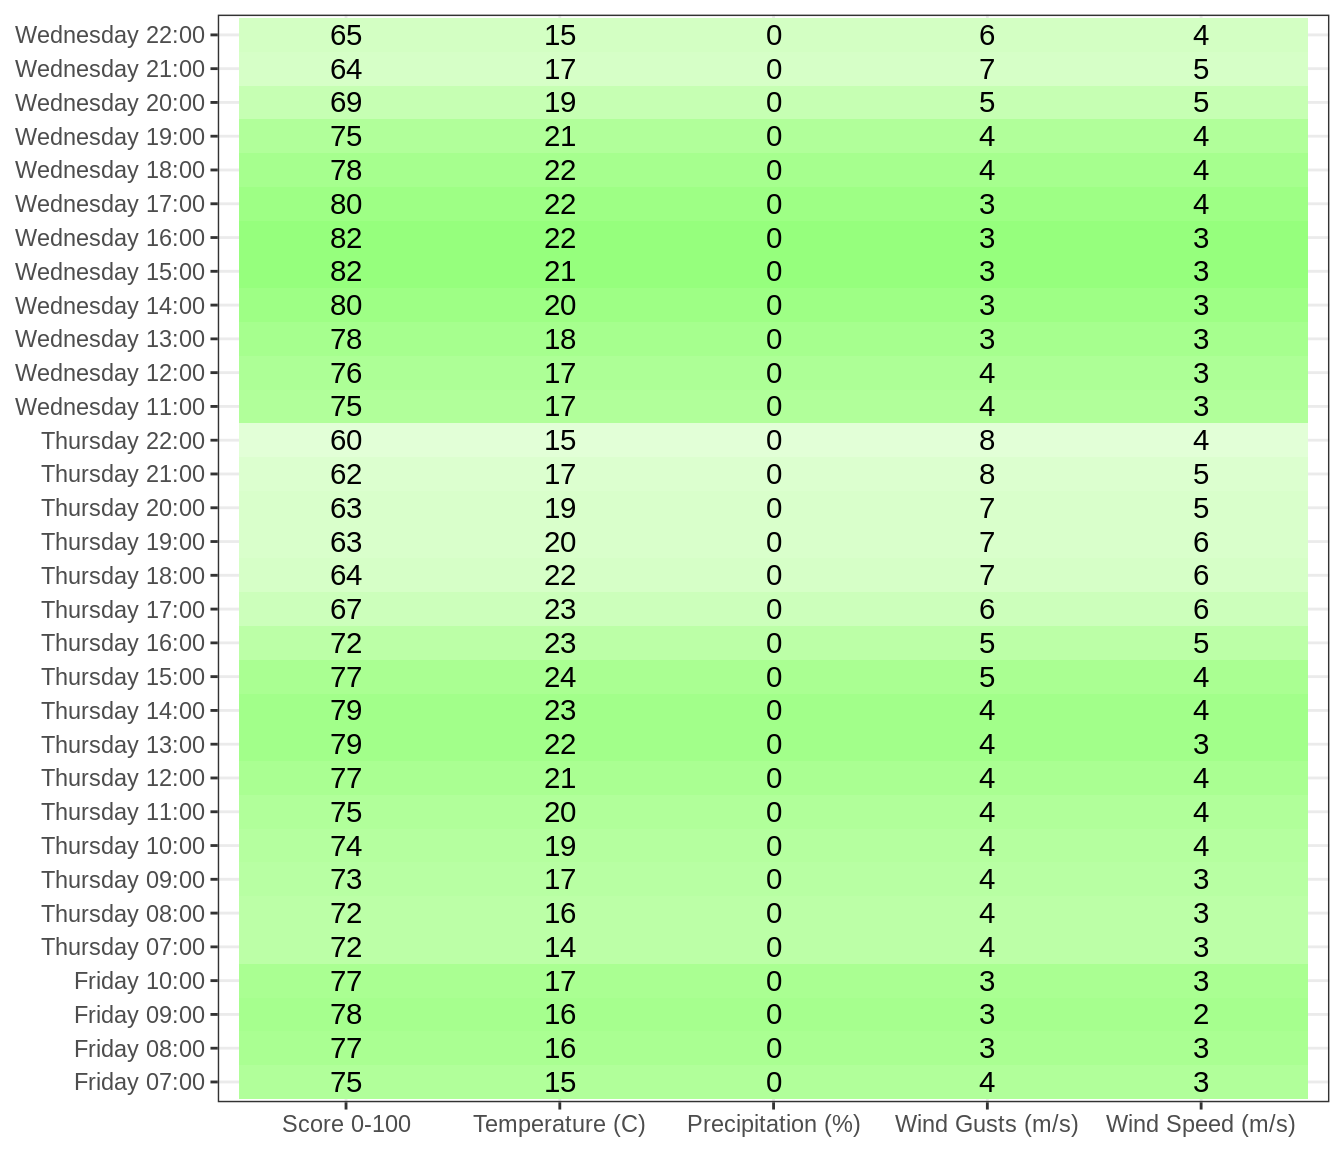 Wednesday 22:00 65 15 0 6 4
Wednesday 21:00 64 17 0 7 5
Wednesday 20:00 69 19 0 5 5
Wednesday 19:00 75 21 0 4 4
Wednesday 18:00 78 22 0 4 4
Wednesday 17:00 80 22 0 3 4
Wednesday 16:00 82 22 0 3 3
Wednesday 15:00 82 21 0 3 3
Wednesday 14:00 80 20 0 3 3
Wednesday 13:00 78 18 0 3 3
Wednesday 12:00 76 17 0 4 3
Wednesday 11:00 75 17 0 4 3
Thursday 22:00 60 15 0 8 4
Thursday 21:00 62 17 0 8 5
Thursday 20:00 63 19 0 7 5
Thursday 19:00 63 20 0 7 6
Thursday 18:00 64 22 0 7 6
Thursday 17:00 67 23 0 6 6
Thursday 16:00 72 23 0 5 5
Thursday 15:00 77 24 0 5 4
Thursday 14:00 79 23 0 4 4
Thursday 13:00 79 22 0 4 3
Thursday 12:00 77 21 0 4 4
Thursday 11:00 75 20 0 4 4
Thursday 10:00 74 19 0 4 4
Thursday 09:00 73 17 0 4 3
Thursday 08:00 72 16 0 4 3
Thursday 07:00 72 14 0 4 3
Friday 10:00 77 17 0 3 3
Friday 09:00 78 16 0 3 2
Friday 08:00 77 16 0 3 3
Friday 07:00 75 15 0 4 3
Score 0-100 Temperature (C) Precipitation (%) Wind Gusts (m/s) Wind Speed (m/s)